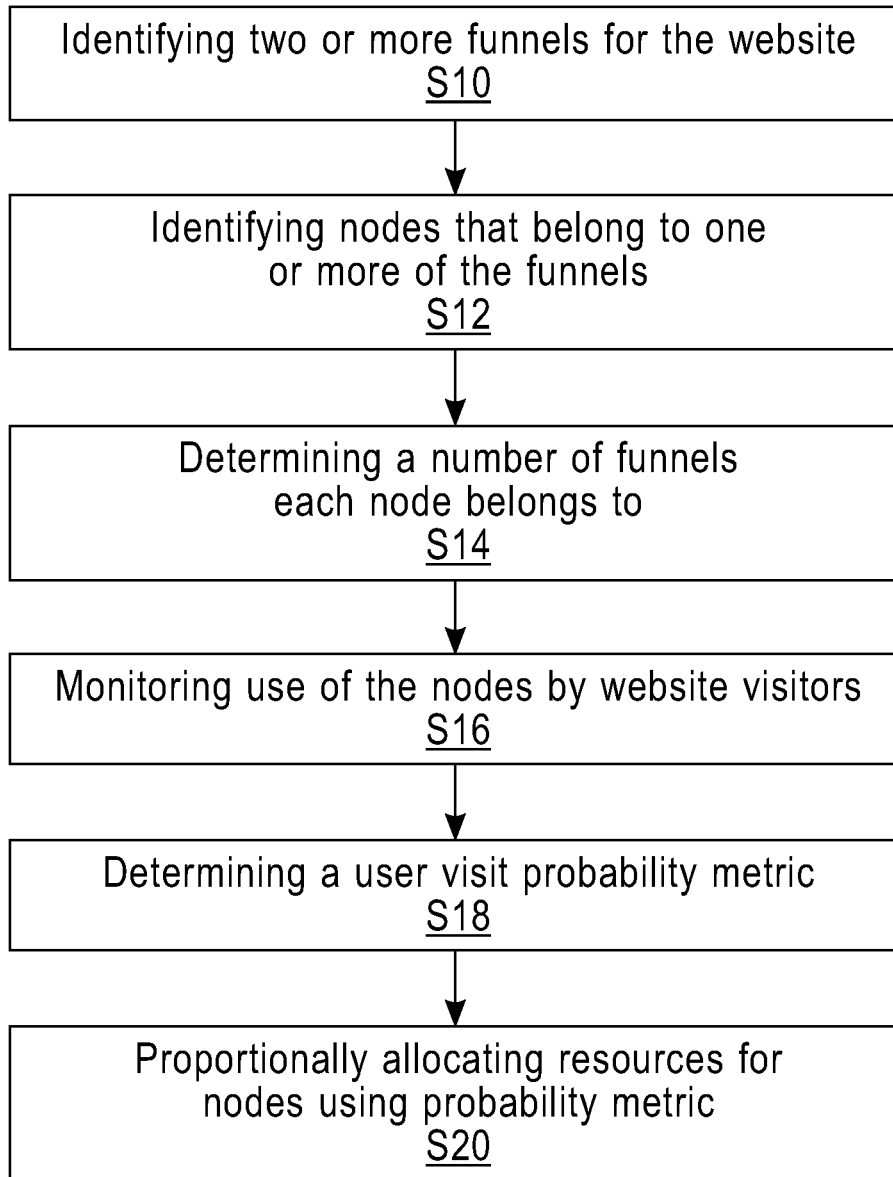 Identifying two or more funnels for the website
S10
Identifying nodes that belong to one
or more of the funnels
S12
Determining a number of funnels
each node belongs to
S14
Monitoring use of the nodes by website visitors
S16
Determining a user visit probability metric
S18
Proportionally allocating resources for
nodes using probability metric
S20